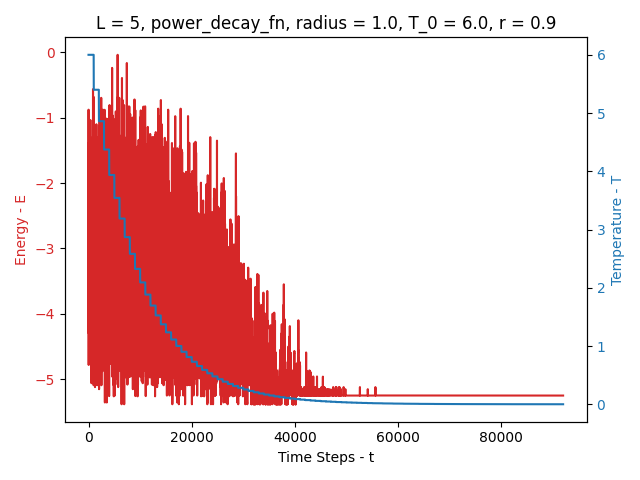 L = 5, power_decay_fn, radius = 1.0, T_0 = 6.0, r = 0.9
Energy - E
0
−1
−2
−3
−4
−5
6
5
4
3
2
1
0
Temperature - T
0 20000 40000 60000 80000
Time Steps - t